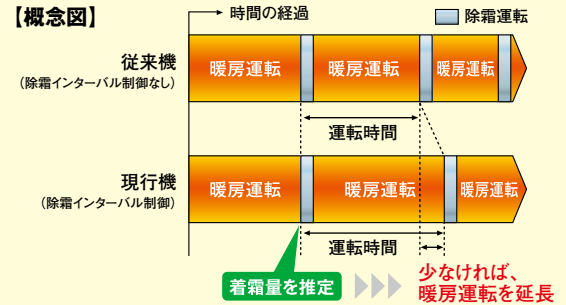 【概念図】
時間の経過
除霜運転
従来機
（除霜インターバル制御なし）
暖房運転
暖房運転
暖房運転
運転時間
現行機
（除霜インターバル制御）
暖房運転
暖房運転
暖房運転
運転時間
着霜量を推定
少なければ、
暖房運転を延長